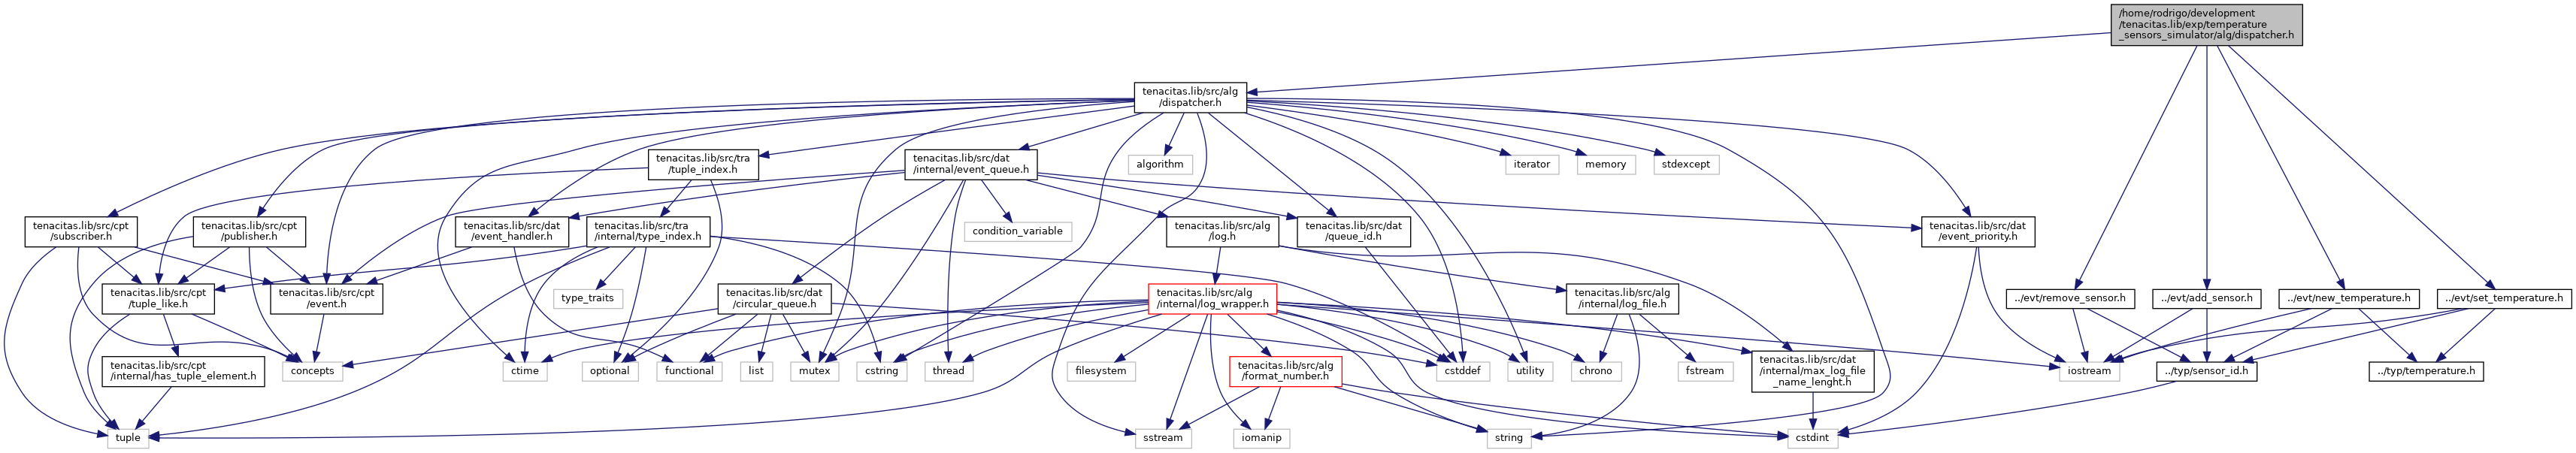 /home/rodrigo/development
/tenacitas.lib/exp/temperature
_sensors_simulator/alg/dispatcher.h
tenacitas.lib/src/alg
/dispatcher.h
tenacitas.lib/src/tra
/tuple_index.h
tenacitas.lib/src/dat
/internal/event_queue.h
algorithm
iterator
memory
stdexcept
tenacitas.lib/src/cpt
/subscriber.h
tenacitas.lib/src/cpt
/publisher.h
tenacitas.lib/src/dat
/event_handler.h
tenacitas.lib/src/tra
/internal/type_index.h
condition_variable
tenacitas.lib/src/alg
/log.h
tenacitas.lib/src/dat
/queue_id.h
tenacitas.lib/src/dat
/event_priority.h
tenacitas.lib/src/cpt
/tuple_like.h
tenacitas.lib/src/cpt
/event.h
type_traits
tenacitas.lib/src/dat
/circular_queue.h
tenacitas.lib/src/alg
/internal/log_wrapper.h
tenacitas.lib/src/alg
/internal/log_file.h
../evt/remove_sensor.h
../evt/add_sensor.h
../evt/new_temperature.h
../evt/set_temperature.h
tenacitas.lib/src/cpt
/internal/has_tuple_element.h
concepts
ctime
optional
functional
list
mutex
cstring
thread
filesystem
tenacitas.lib/src/alg
/format_number.h
cstddef
utility
chrono
fstream
tenacitas.lib/src/dat
/internal/max_log_file
_name_lenght.h
iostream
../typ/sensor_id.h
../typ/temperature.h
tuple
sstream
iomanip
string
cstdint